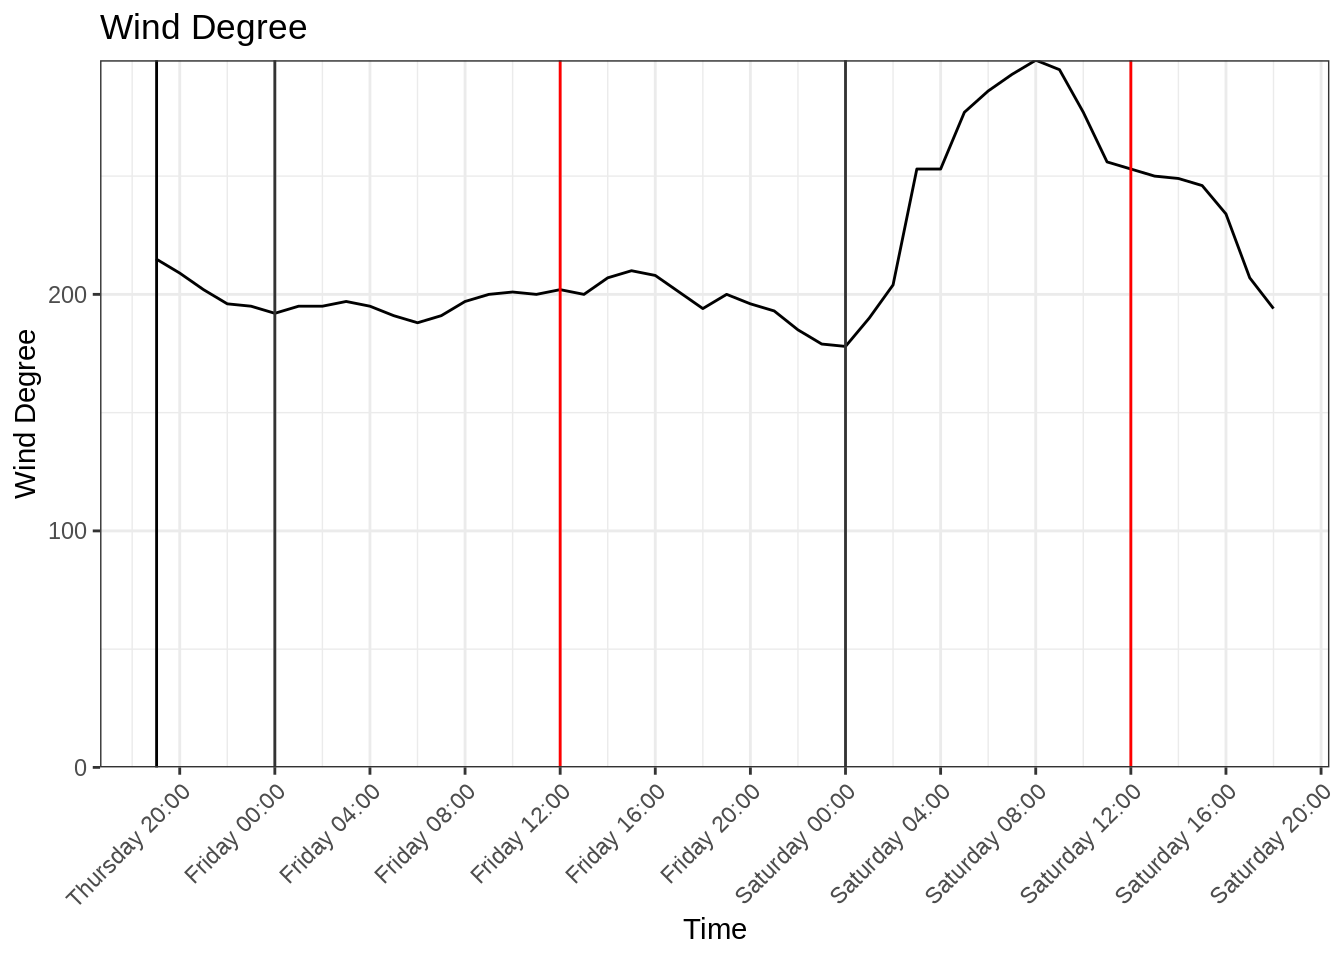 Wind Degree
Wind Degree
200
100
0
Thursday 20:00
Friday 00:00
Friday 04:00
Friday 08:00
Friday 12:00
Friday 16:00
Friday 20:00
Saturday 00:00
Saturday 04:00
Saturday 08:00
Saturday 12:00
Saturday 16:00
Saturday 20:00
Time